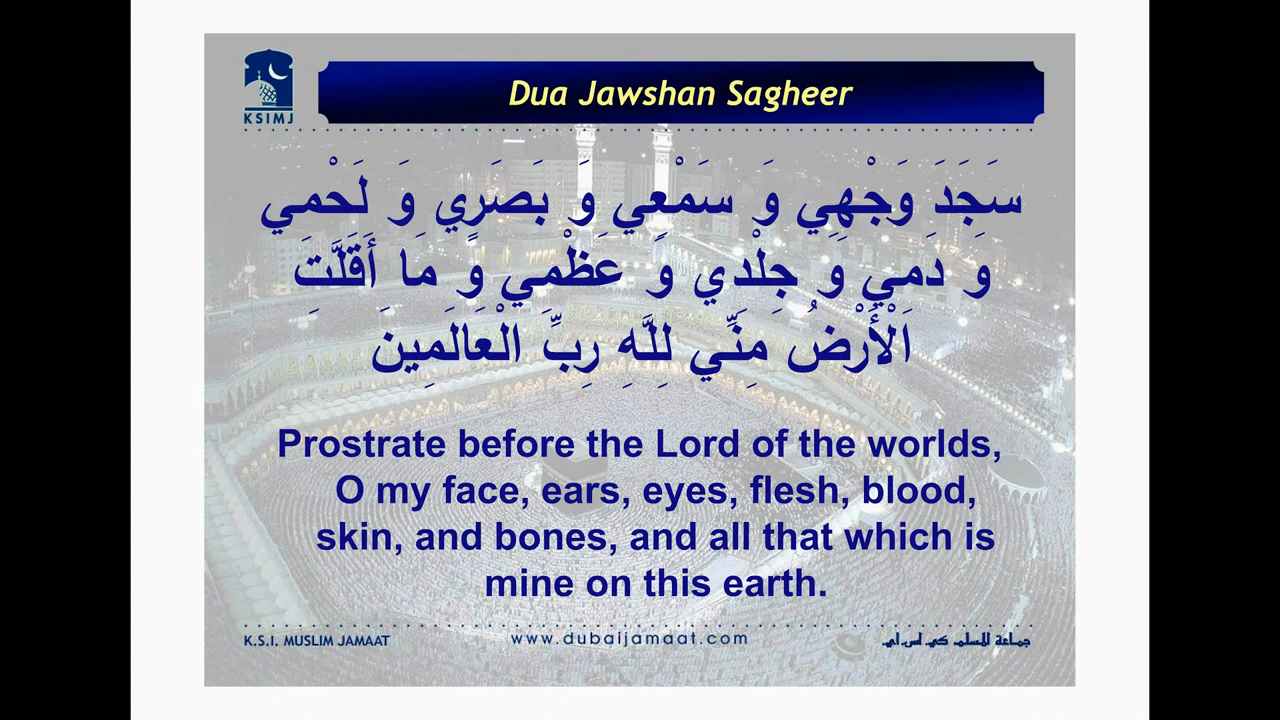 Dua Jawshan Sagheer
KSIMJ
سَجَدَ وَجْهِي وَ سَمْعِي وَ بَصَرِي وَ لَحْمِي
وَ دَمِي وَ جِلْدِي وَ عَظْمِي وَ مَا أَقَلَّتِ
اَلْأَرْضُ مِنِّي لِلَّهِ رِبِّ الْعَالَمِينَ
Prostrate before the Lord of the worlds,
O my face, ears, eyes, flesh, blood,
skin, and bones, and all that which is
mine on this earth.
K.S.I. MUSLIM JAMAAT
www.dubaijamaat.com